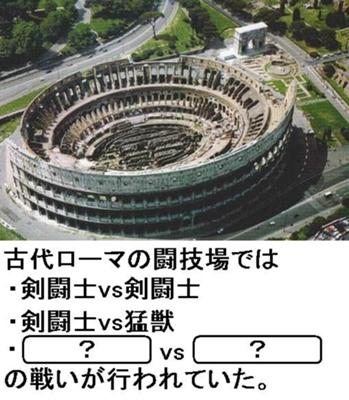 古代ローマの闘技場では
・剣闘士vs剣闘士
・剣闘士vs猛獣
・ ？ vs ？
の戦いが行われていた。